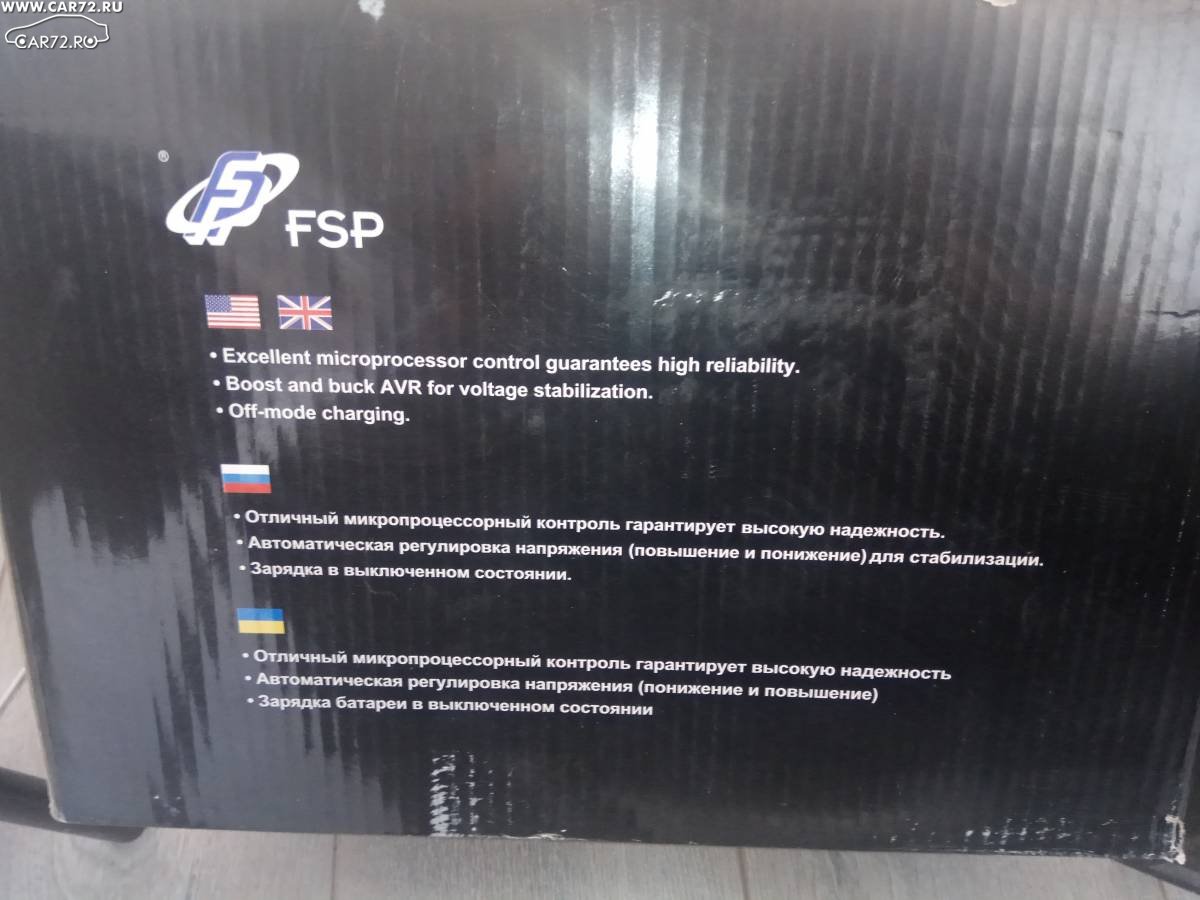 WWW.CAR72.RU
CAR72.RU
®
FSP
• Excellent microprocessor control guarantees high reliability.
• Boost and buck AVR for voltage stabilization.
• Off-mode charging.
• Отличный микропроцессорный контроль гарантирует высокую надежность.
• Автоматическая регулировка напряжения (повышение и понижение) для стабилизации.
• Зарядка в выключенном состоянии.
• Отличный микропроцессорный контроль гарантирует высокую надежность
• Автоматическая регулировка напряжения (понижение и повышение)
• Зарядка батареи в выключенном состоянии